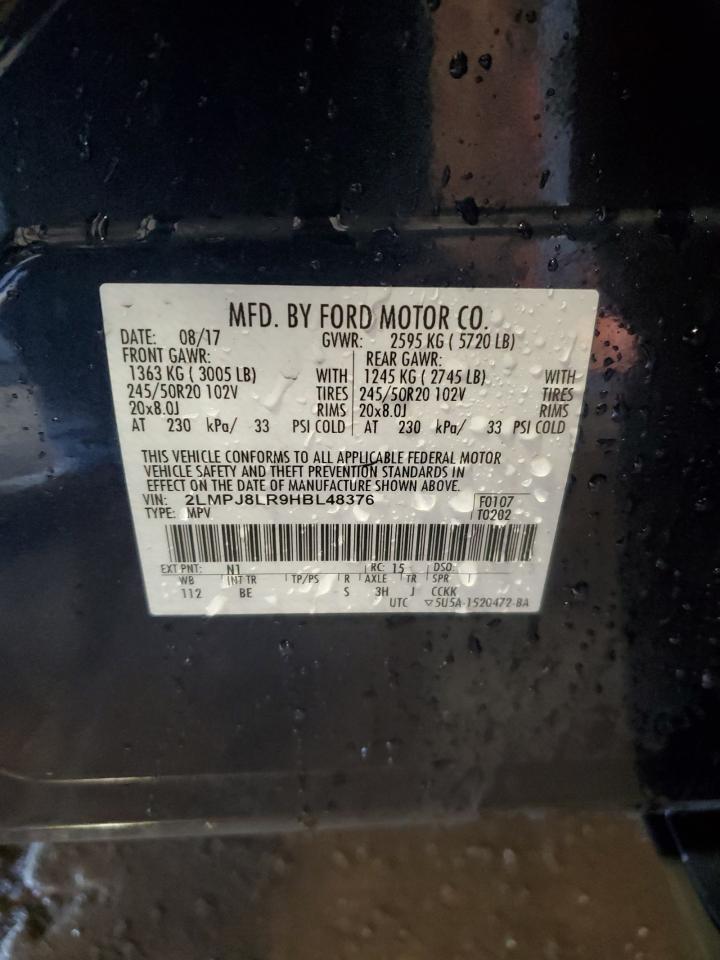 MFD. BY FORD MOTOR CO.
DATE: 08/17 GVWR: 2595 KG ( 5720 LB)
FRONT GAWR: REAR GAWR:
1363 KG ( 3005 LB) WITH 1245 KG ( 2745 LB) WITH
245/50R20 102V TIRES 245/50R20 102V TIRES
20x8.0J RIMS 20x8.0J RIMS
AT 230 kPa/ 33 PSI COLD AT 230 kPa/ 33 PSI COLD
THIS VEHICLE CONFORMS TO ALL APPLICABLE FEDERAL MOTOR
VEHICLE SAFETY AND THEFT PREVENTION STANDARDS IN
EFFECT ON THE DATE OF MANUFACTURE SHOWN ABOVE.
VIN: 2LMPJ8LR9HBL48376 F0107
TYPE: MPV T0202
EXT PNT: N1 RC: 15 DSO:
WB INT TR TP/PS R AXLE TR SPR
112 BE S 3H J CCKK
UTC ▽5U5A-1520472-BA